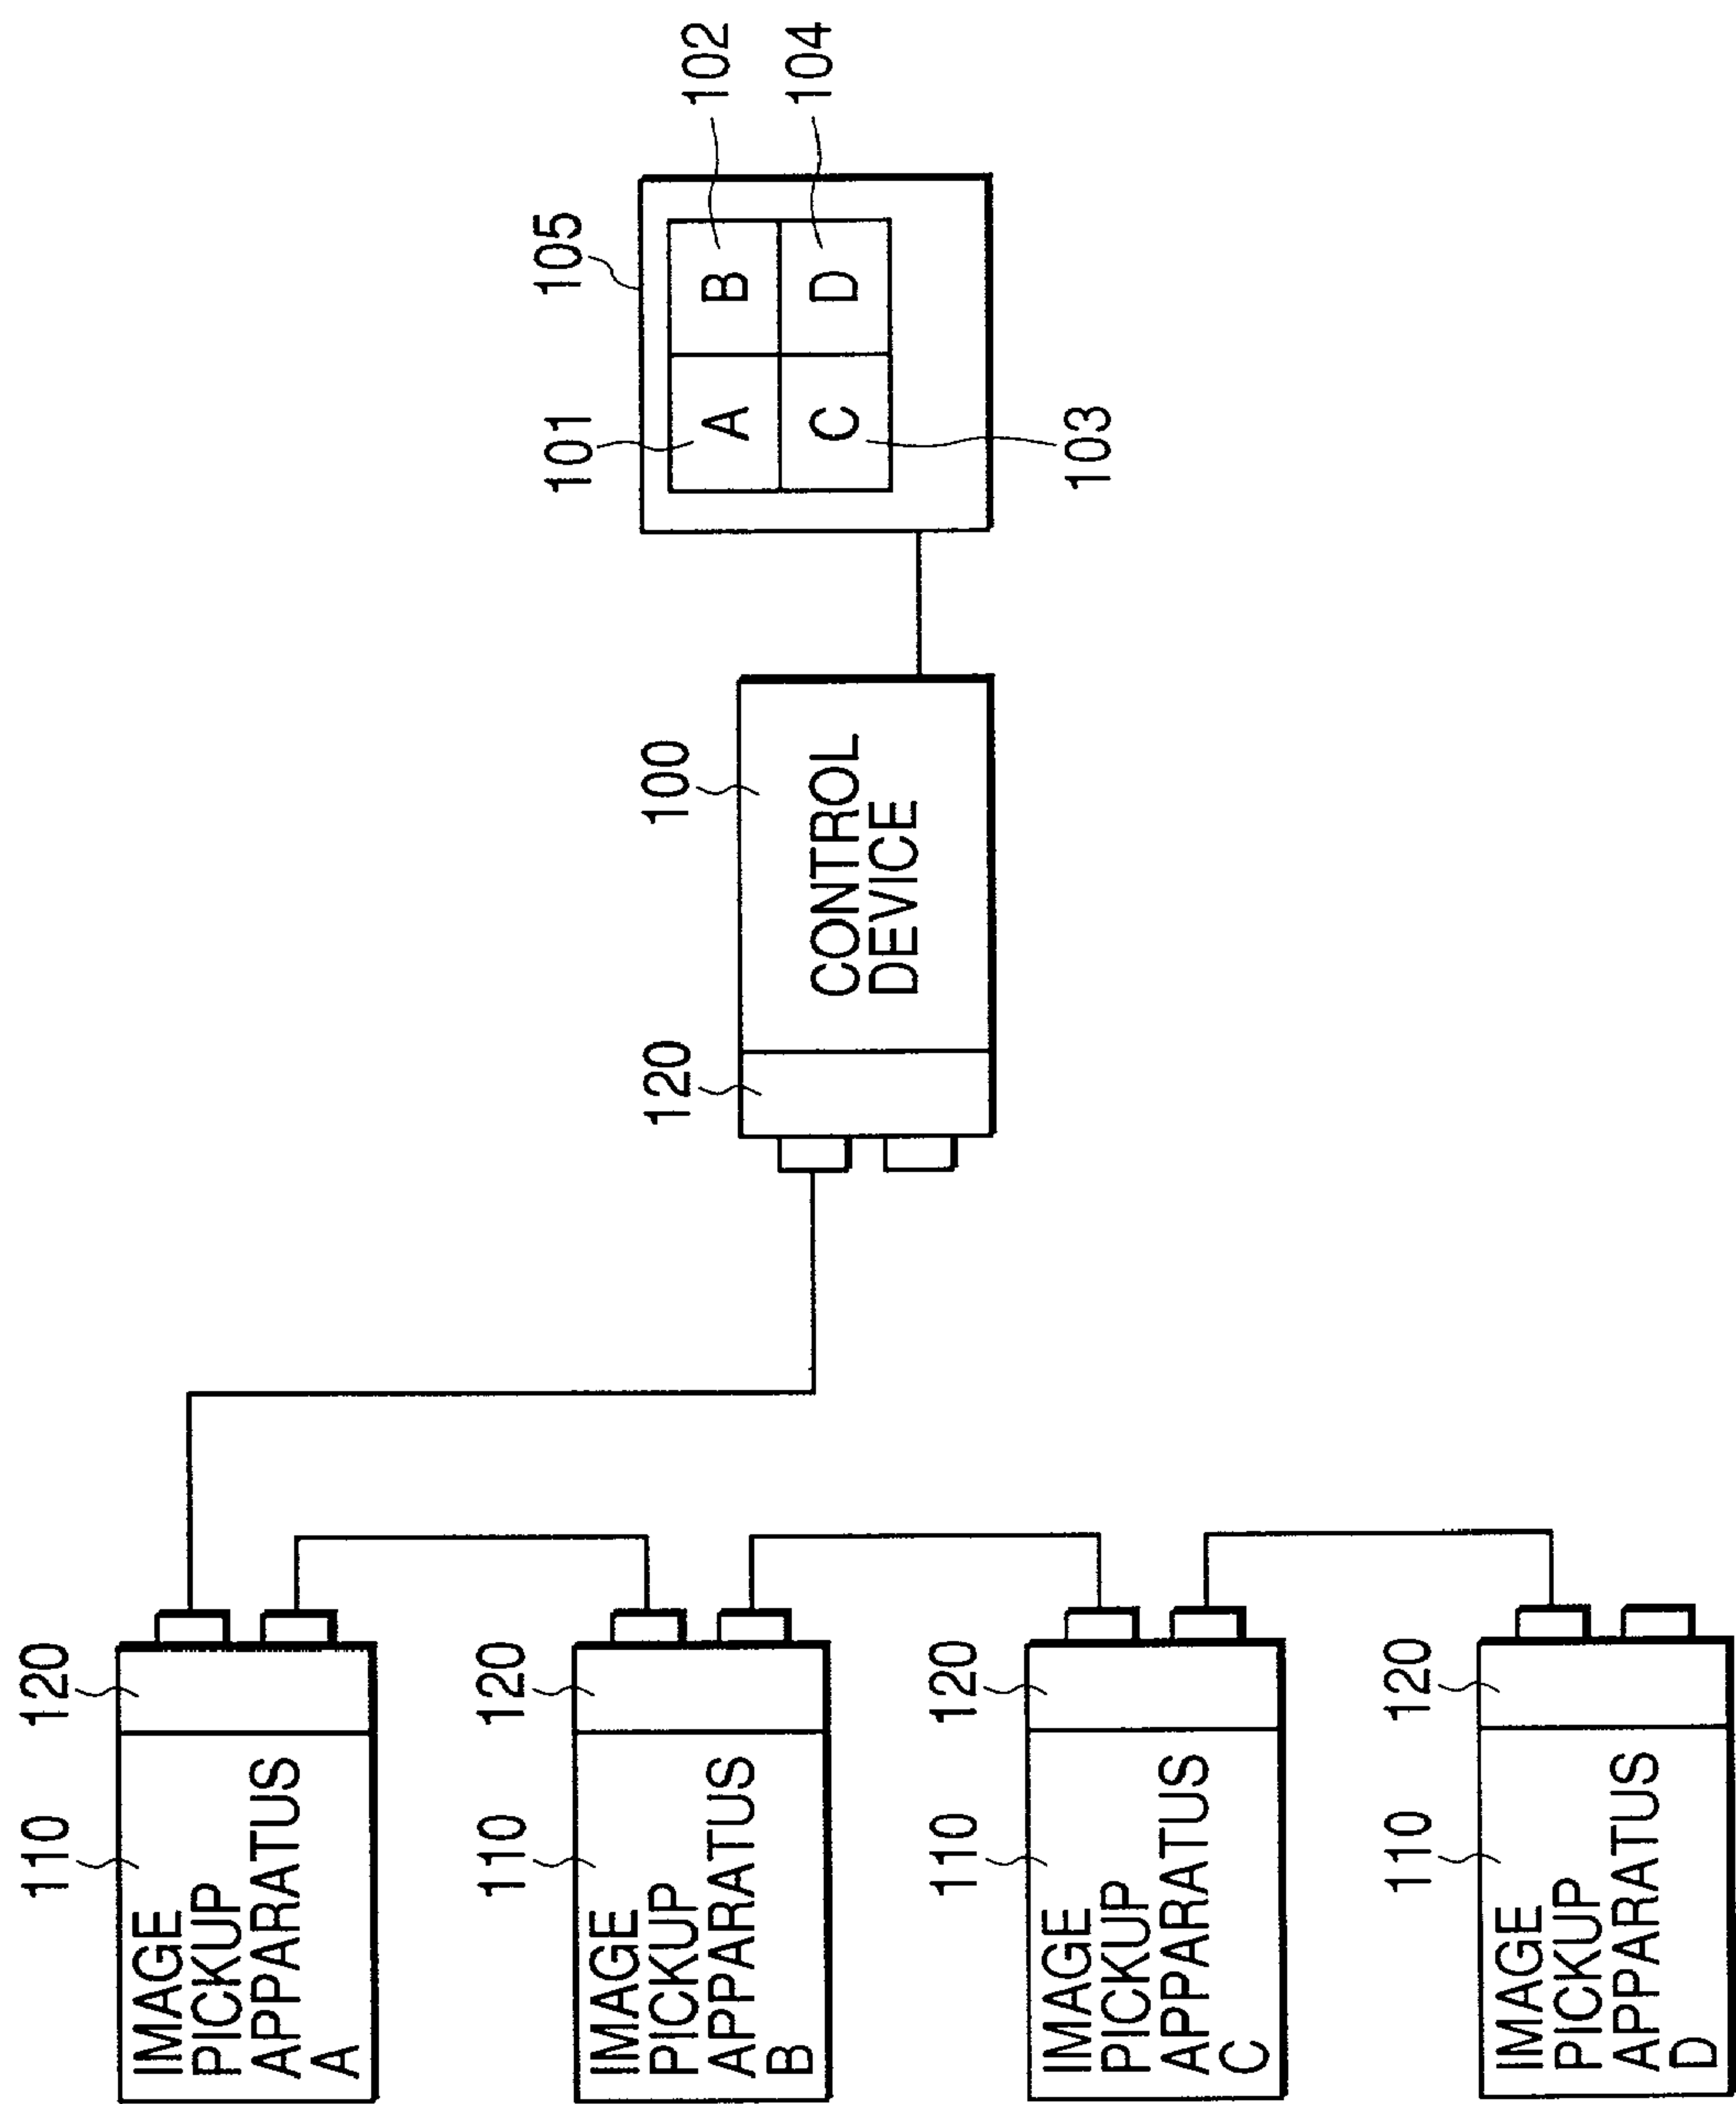 110
120
IMAGE
PICKUP
APPARATUS
A
110
120
IMAGE
PICKUP
APPARATUS
B
110
120
IMAGE
PICKUP
APPARATUS
C
110
120
IMAGE
PICKUP
APPARATUS
D
120
100
CONTROL
DEVICE
105
101
102
A
B
C
D
104
103